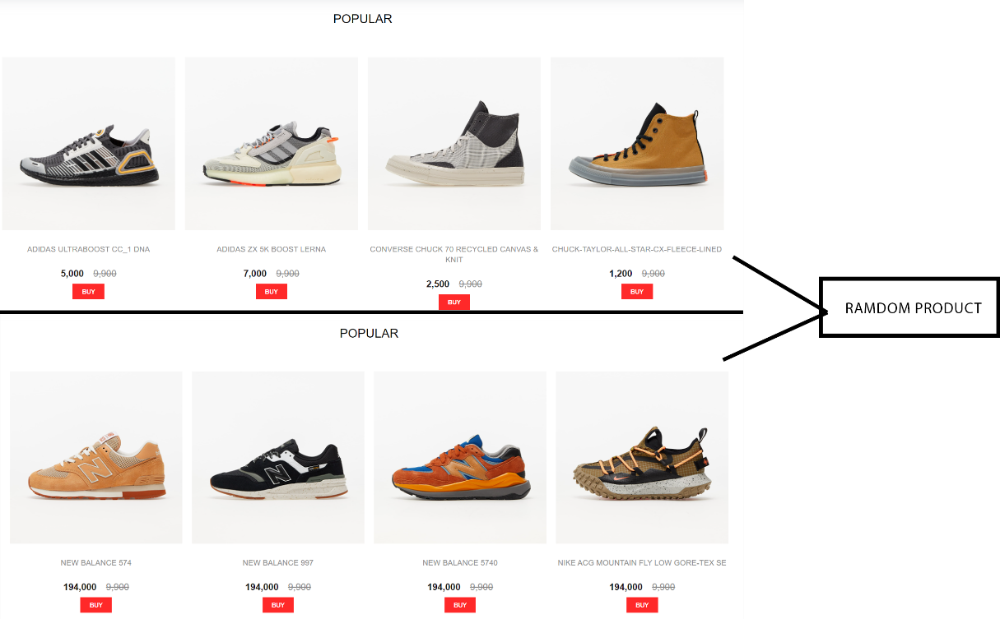 POPULAR
ADIDAS ULTRABOOST CC_1 DNA
5,000 9,900
BUY
ADIDAS ZX 5K BOOST LERNA
7,000 9,900
BUY
CONVERSE CHUCK 70 RECYCLED CANVAS &
KNIT
2,500 9,900
BUY
CHUCK-TAYLOR-ALL-STAR-CX-FLEECE-LINED
1,200 9,900
BUY
RAMDOM PRODUCT
POPULAR
NEW BALANCE 574
194,000 9,900
BUY
NEW BALANCE 997
194,000 9,900
BUY
NEW BALANCE 5740
194,000 9,900
BUY
NIKE ACG MOUNTAIN FLY LOW GORE-TEX SE
194,000 9,900
BUY